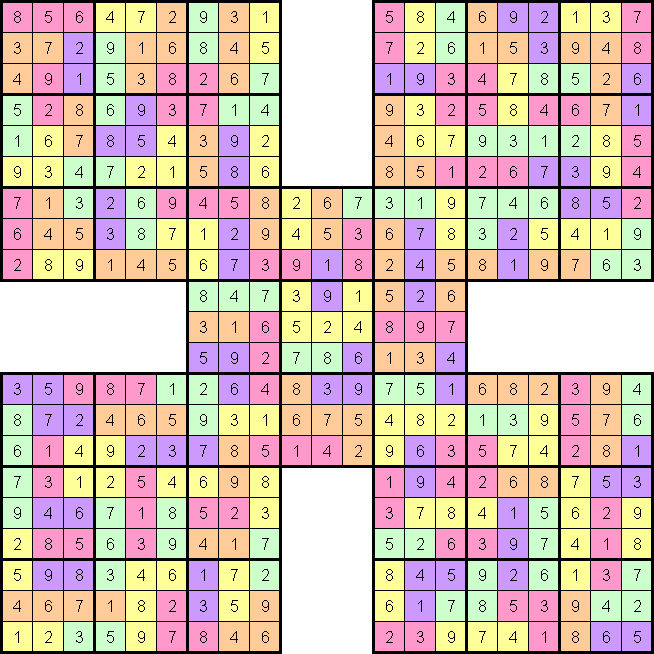 8 5 6 4 7 2 9 3 1 5 8 4 6 9 2 1 3 7
3 7 2 9 1 6 8 4 5 7 2 6 1 5 3 9 4 8
4 9 1 5 3 8 2 6 7 1 9 3 4 7 8 5 2 6
5 2 8 6 9 3 7 1 4 9 3 2 5 8 4 6 7 1
1 6 7 8 5 4 3 9 2 4 6 7 9 3 1 2 8 5
9 3 4 7 2 1 5 8 6 8 5 1 2 6 7 3 9 4
7 1 3 2 6 9 4 5 8 2 6 7 3 1 9 7 4 6 8 5 2
6 4 5 3 8 7 1 2 9 4 5 3 6 7 8 3 2 5 4 1 9
2 8 9 1 4 5 6 7 3 9 1 8 2 4 5 8 1 9 7 6 3
8 4 7 3 9 1 5 2 6
3 1 6 5 2 4 8 9 7
5 9 2 7 8 6 1 3 4
3 5 9 8 7 1 2 6 4 8 3 9 7 5 1 6 8 2 3 9 4
8 7 2 4 6 5 9 3 1 6 7 5 4 8 2 1 3 9 5 7 6
6 1 4 9 2 3 7 8 5 1 4 2 9 6 3 5 7 4 2 8 1
7 3 1 2 5 4 6 9 8 1 9 4 2 6 8 7 5 3
9 4 6 7 1 8 5 2 3 3 7 8 4 1 5 6 2 9
2 8 5 6 3 9 4 1 7 5 2 6 3 9 7 4 1 8
5 9 8 3 4 6 1 7 2 8 4 5 9 2 6 1 3 7
4 6 7 1 8 2 3 5 9 6 1 7 8 5 3 9 4 2
1 2 3 5 9 7 8 4 6 2 3 9 7 4 1 8 6 5